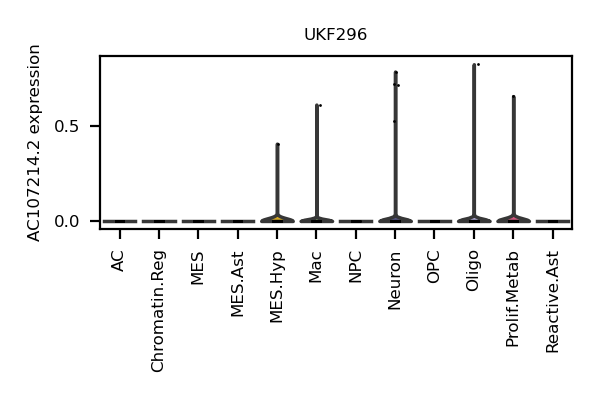 UKF296
AC107214.2 expression
0.5
0.0
AC
Chromatin.Reg
MES
MES.Ast
MES.Hyp
Mac
NPC
Neuron
OPC
Oligo
Prolif.Metab
Reactive.Ast